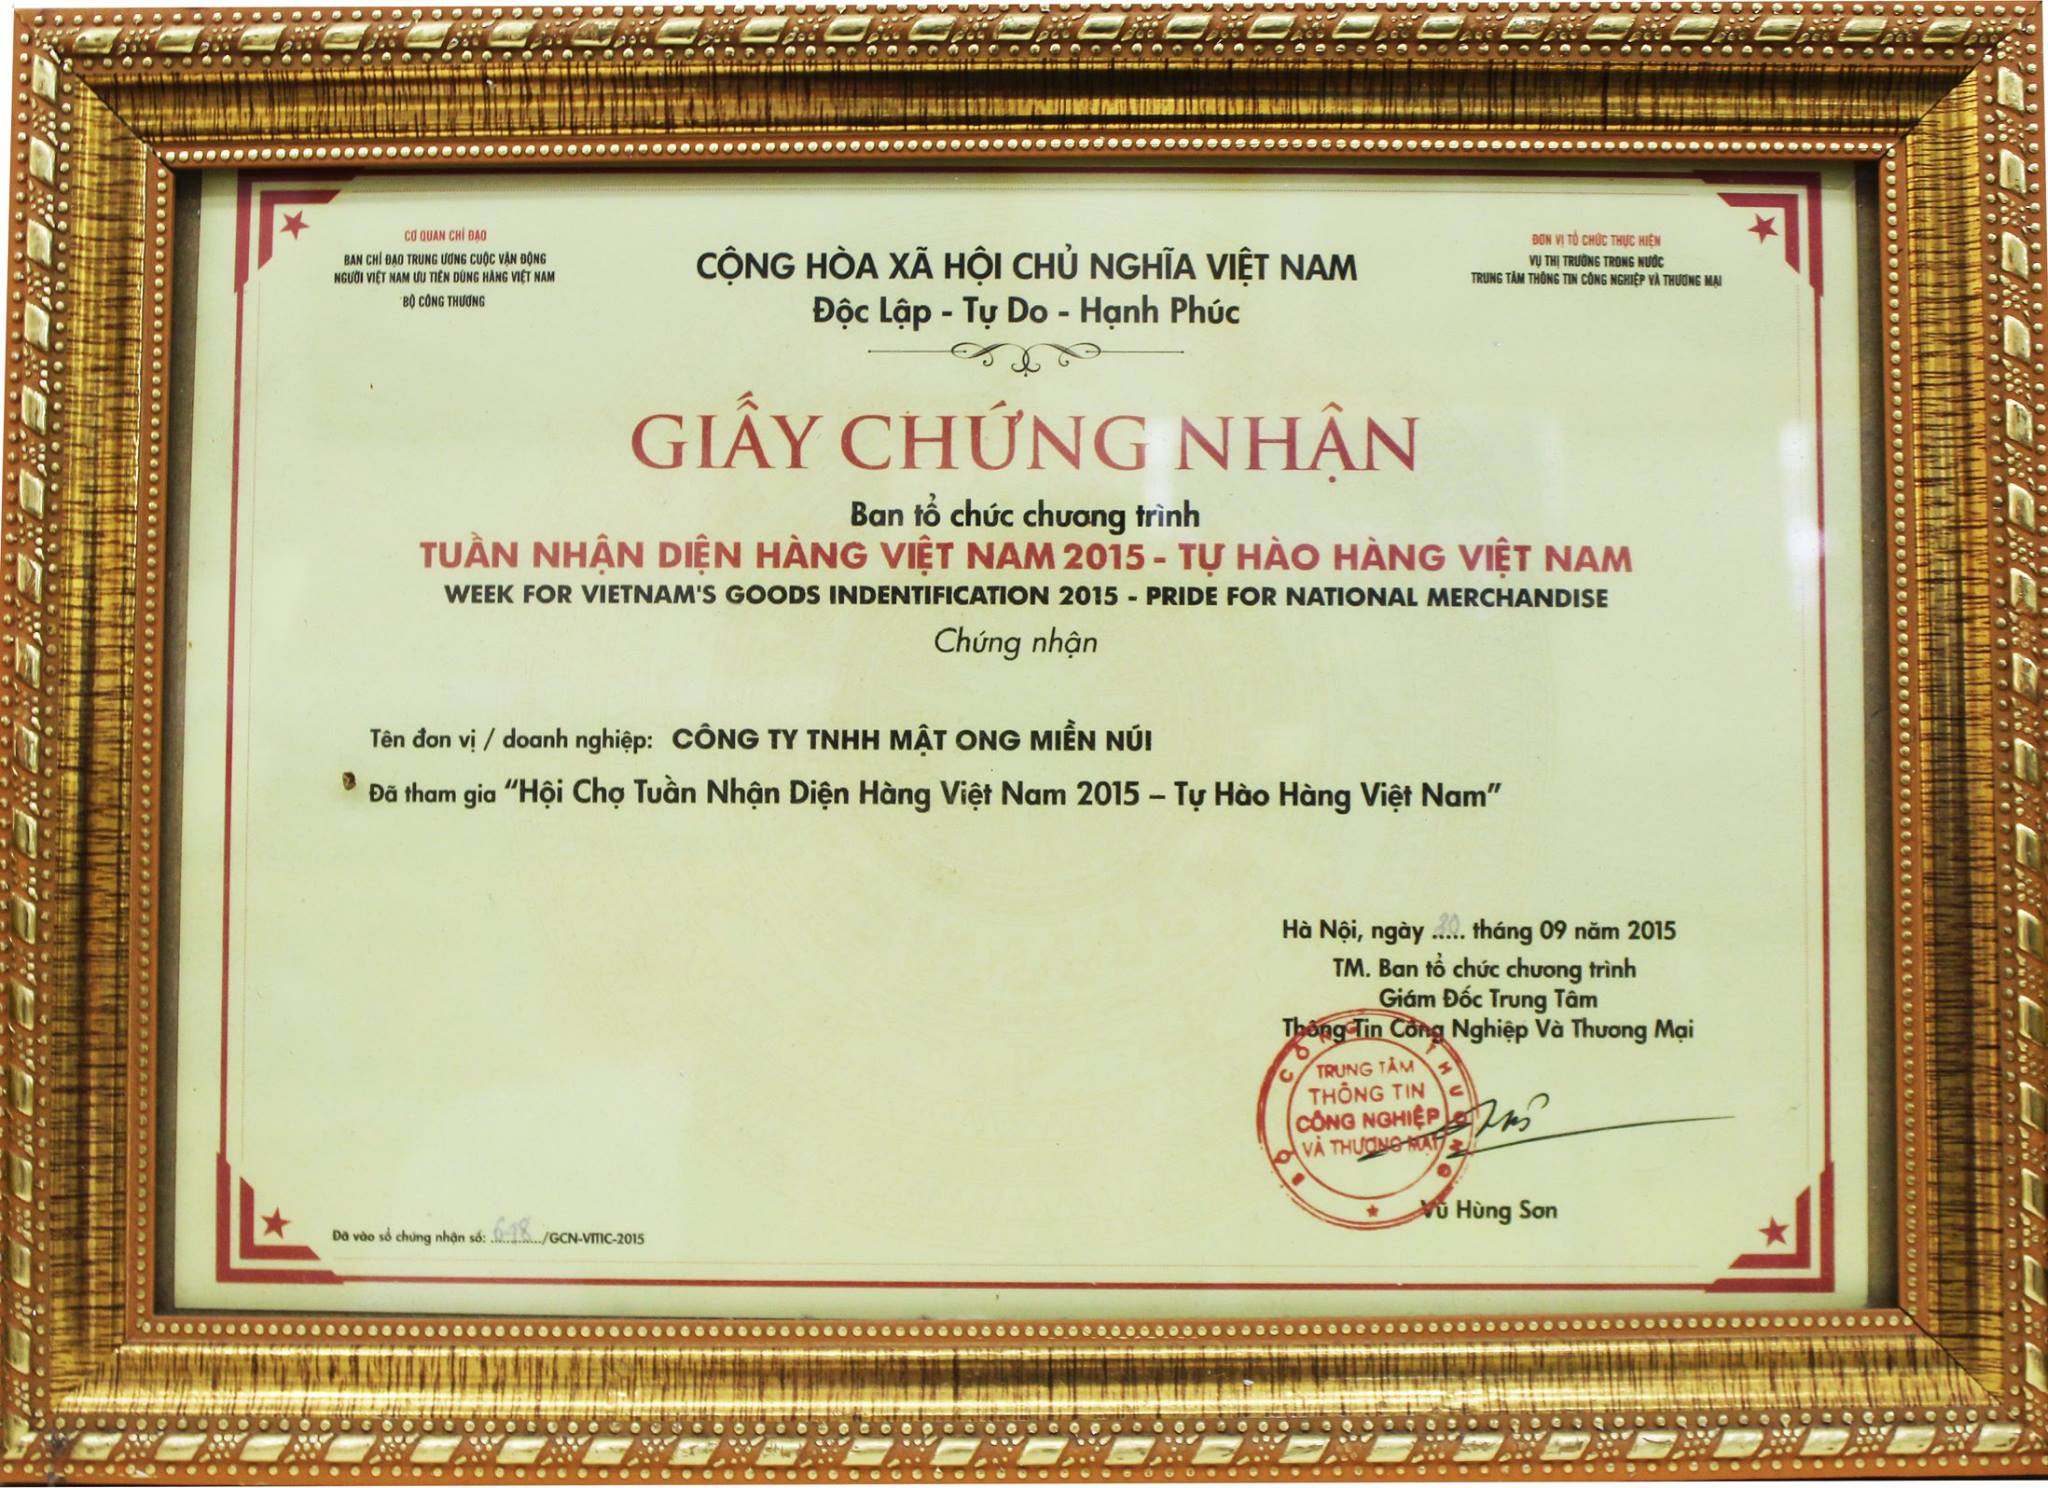 CƠ QUAN CHỈ ĐẠO
BAN CHỈ ĐẠO TRUNG ƯƠNG CUỘC VẬN ĐỘNG
NGƯỜI VIỆT NAM ƯU TIÊN DÙNG HÀNG VIỆT NAM
BỘ CÔNG THƯƠNG
CỘNG HÒA XÃ HỘI CHỦ NGHĨA VIỆT NAM
Độc Lập - Tự Do - Hạnh Phúc
ĐƠN VỊ TỔ CHỨC THỰC HIỆN
VỤ THỊ TRƯỜNG TRONG NƯỚC
TRUNG TÂM THÔNG TIN CÔNG NGHIỆP VÀ THƯƠNG MẠI
GIẤY CHỨNG NHẬN
Ban tổ chức chương trình
TUẦN NHẬN DIỆN HÀNG VIỆT NAM 2015 - TỰ HÀO HÀNG VIỆT NAM
WEEK FOR VIETNAM'S GOODS INDENTIFICATION 2015 - PRIDE FOR NATIONAL MERCHANDISE
Chứng nhận
Tên đơn vị / doanh nghiệp: CÔNG TY TNHH MẬT ONG MIỀN NÚI
Đã tham gia “Hội Chợ Tuần Nhận Diện Hàng Việt Nam 2015 – Tự Hào Hàng Việt Nam”
Hà Nội, ngày ..... tháng 09 năm 2015
TM. Ban tổ chức chương trình
Giám Đốc Trung Tâm
Thông Tin Công Nghiệp Và Thương Mại
BỘ CÔNG THƯƠNG
TRUNG TÂM
THÔNG TIN
CÔNG NGHIỆP
VÀ THƯƠNG MẠI
Vũ Hùng Sơn
Đã vào sổ chứng nhận số: ............/GCN-VITIC-2015